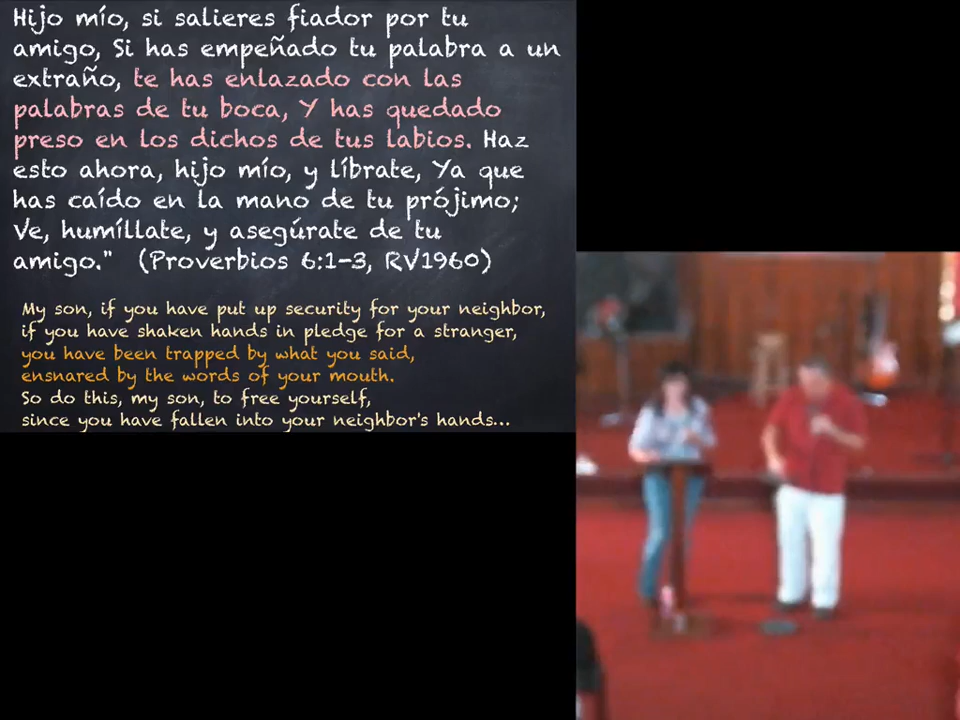 Hijo mío, si salieres fiador por tu
amigo, Si has empeñado tu palabra a un
extraño, te has enlazado con las
palabras de tu boca, Y has quedado
preso en los dichos de tus labios. Haz
esto ahora, hijo mío, y líbrate, Ya que
has caído en la mano de tu prójimo;
Ve, humíllate, y asegúrate de tu
amigo." (Proverbios 6:1-3, RV1960)
My son, if you have put up security for your neighbor,
if you have shaken hands in pledge for a stranger,
you have been trapped by what you said,
ensnared by the words of your mouth.
So do this, my son, to free yourself,
since you have fallen into your neighbor's hands...